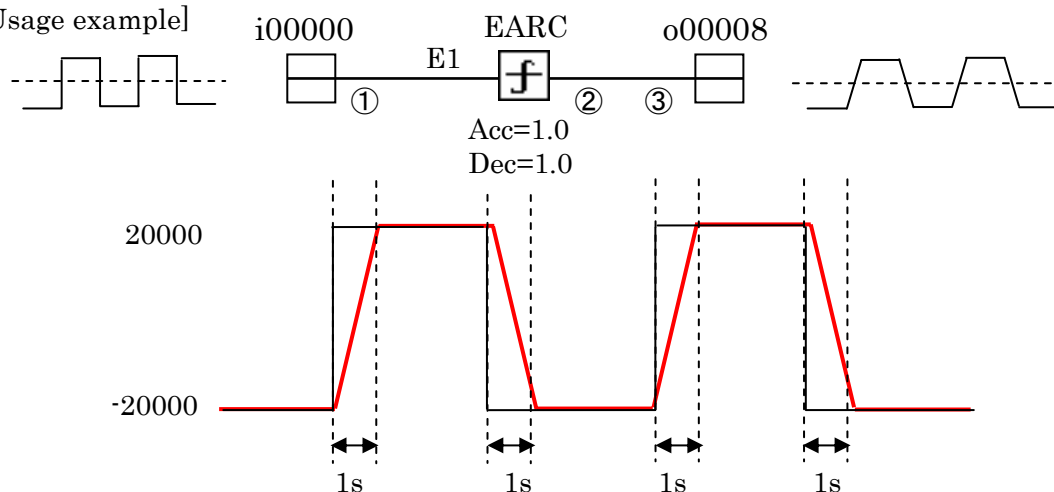 Usage example]
i00000 EARC o00008
E1
① ② ③
Acc=1.0
Dec=1.0
20000
-20000
1s 1s 1s 1s